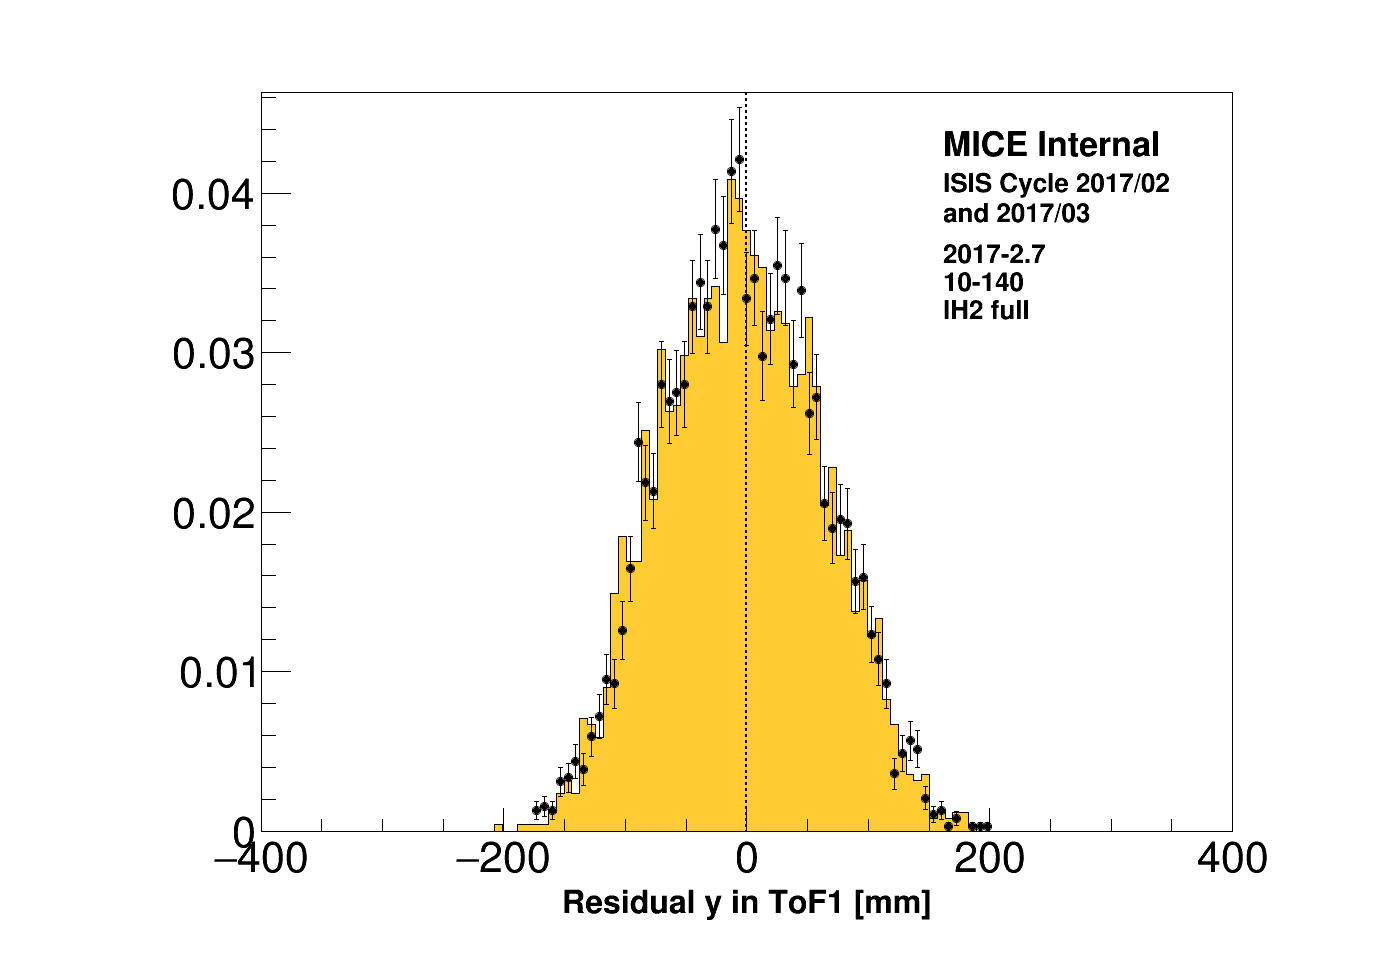 MICE Internal
ISIS Cycle 2017/02
and 2017/03
2017-2.7
10-140
IH2 full
0.04
0.03
0.02
0.01
0
−400 −200 0 200 400
Residual y in ToF1 [mm]